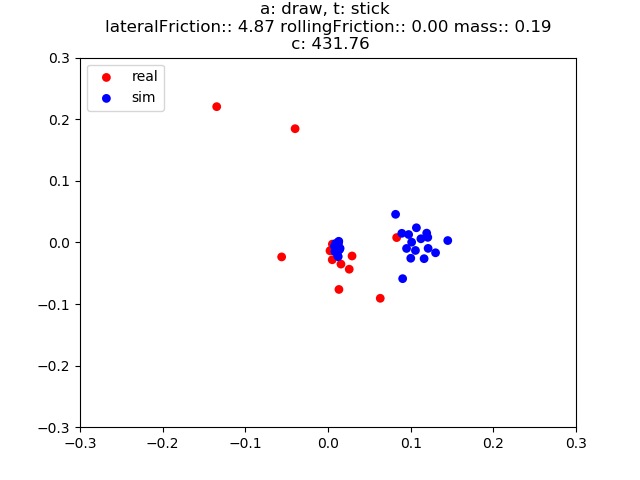 a: draw, t: stick
lateralFriction:: 4.87 rollingFriction:: 0.00 mass:: 0.19
c: 431.76
real
sim
0.3
0.2
0.1
0.0
−0.1
−0.2
−0.3
−0.3
−0.2
−0.1
0.0
0.1
0.2
0.3